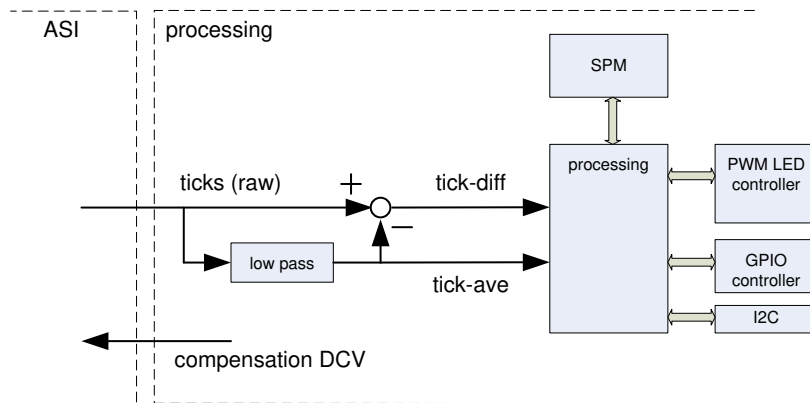 ASI
processing
SPM
processing
PWM LED
controller
ticks (raw)
+
tick-diff
−
low pass
GPIO
controller
tick-ave
I2C
compensation DCV